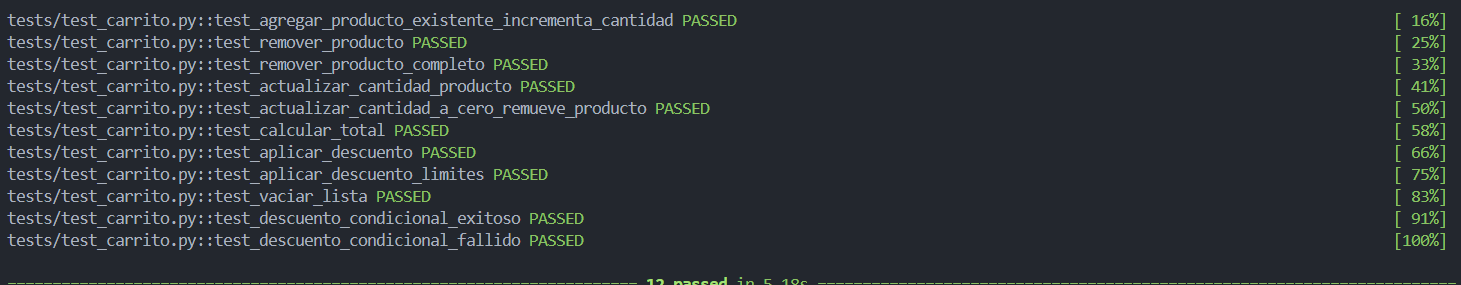 tests/test_carrito.py::test_agregar_producto_existente_incrementa_cantidad PASSED [ 16%]
tests/test_carrito.py::test_remover_producto PASSED [ 25%]
tests/test_carrito.py::test_remover_producto_completo PASSED [ 33%]
tests/test_carrito.py::test_actualizar_cantidad_producto PASSED [ 41%]
tests/test_carrito.py::test_actualizar_cantidad_a_cero_remueve_producto PASSED [ 50%]
tests/test_carrito.py::test_calcular_total PASSED [ 58%]
tests/test_carrito.py::test_aplicar_descuento PASSED [ 66%]
tests/test_carrito.py::test_aplicar_descuento_limites PASSED [ 75%]
tests/test_carrito.py::test_vaciar_lista PASSED [ 83%]
tests/test_carrito.py::test_descuento_condicional_exitoso PASSED [ 91%]
tests/test_carrito.py::test_descuento_condicional_fallido PASSED [100%]
12 passed in 5.18s